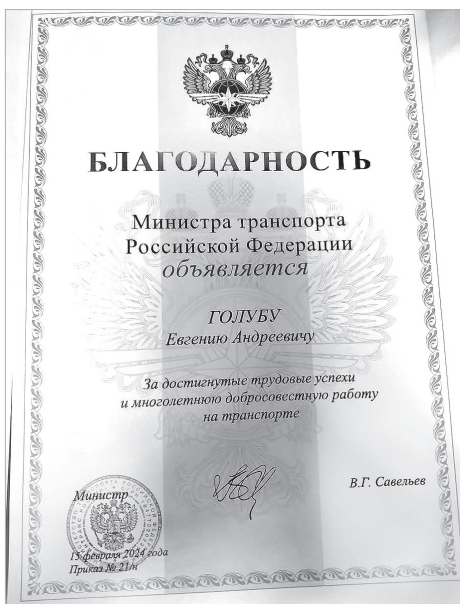 БЛАГОДАРНОСТЬ
Министра транспорта
Российской Федерации
объявляется
ГОЛУБУ
Евгению Андреевичу
За достигнутые трудовые успехи
и многолетнюю добросовестную работу
на транспорте
Министр
В.Г. Савельев
15 февраля 2024 года
Приказ № 21/н